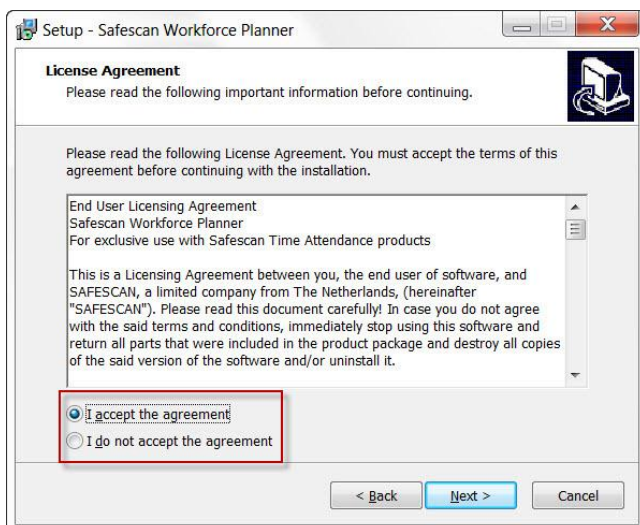 Setup - Safescan Workforce Planner
License Agreement
Please read the following important information before continuing.
Please read the following License Agreement. You must accept the terms of this
agreement before continuing with the installation.
End User Licensing Agreement
Safescan Workforce Planner
For exclusive use with Safescan Time Attendance products
This is a Licensing Agreement between you, the end user of software, and
SAFESCAN, a limited company from The Netherlands, (hereinafter
"SAFESCAN"). Please read this document carefully! In case you do not agree
with the said terms and conditions, immediately stop using this software and
return all parts that were included in the product package and destroy all copies
of the said version of the software and/or uninstall it.
I accept the agreement
I do not accept the agreement
< Back Next > Cancel